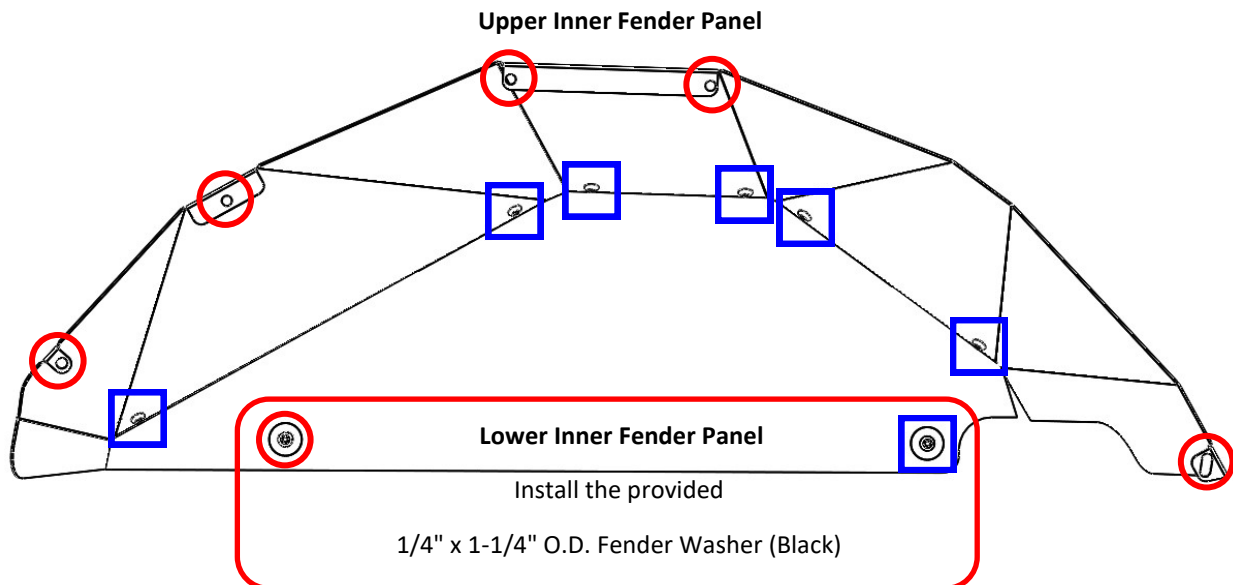 Upper Inner Fender Panel
Lower Inner Fender Panel
Install the provided
1/4" x 1-1/4" O.D. Fender Washer (Black)